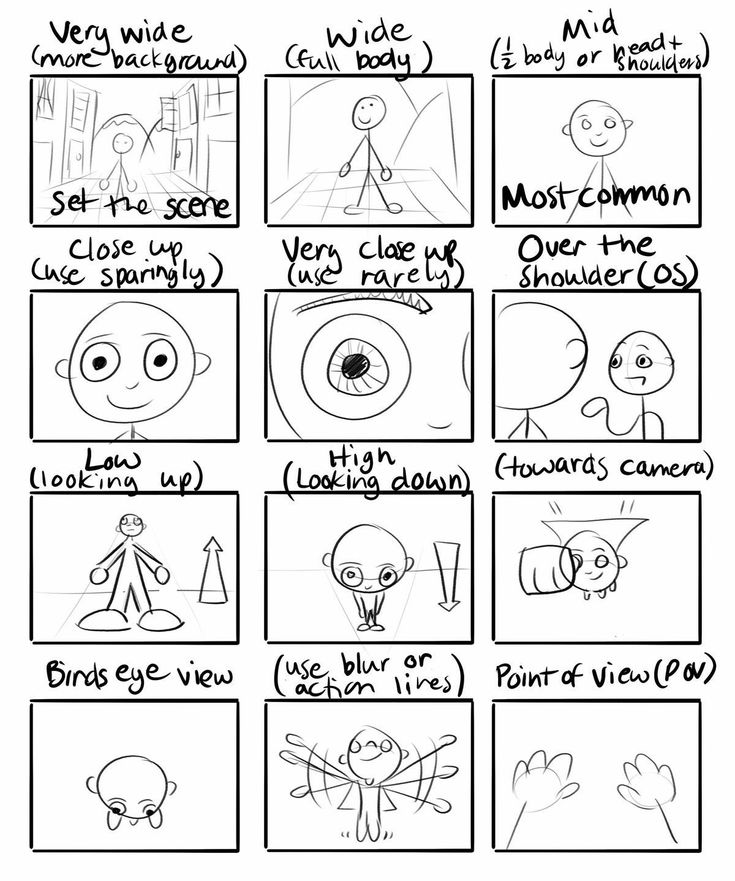 Very wide
(more background)
Wide
(full body)
Mid
(½ body or head +
shoulders)
Set the scene
Most common
Close up
(use sparingly)
Very close up
(use rarely)
Over the
shoulder (OS)
Low
(looking up)
High
(Looking down)
(towards camera)
Birds eye view
(use blur or
action lines)
Point of view (POV)